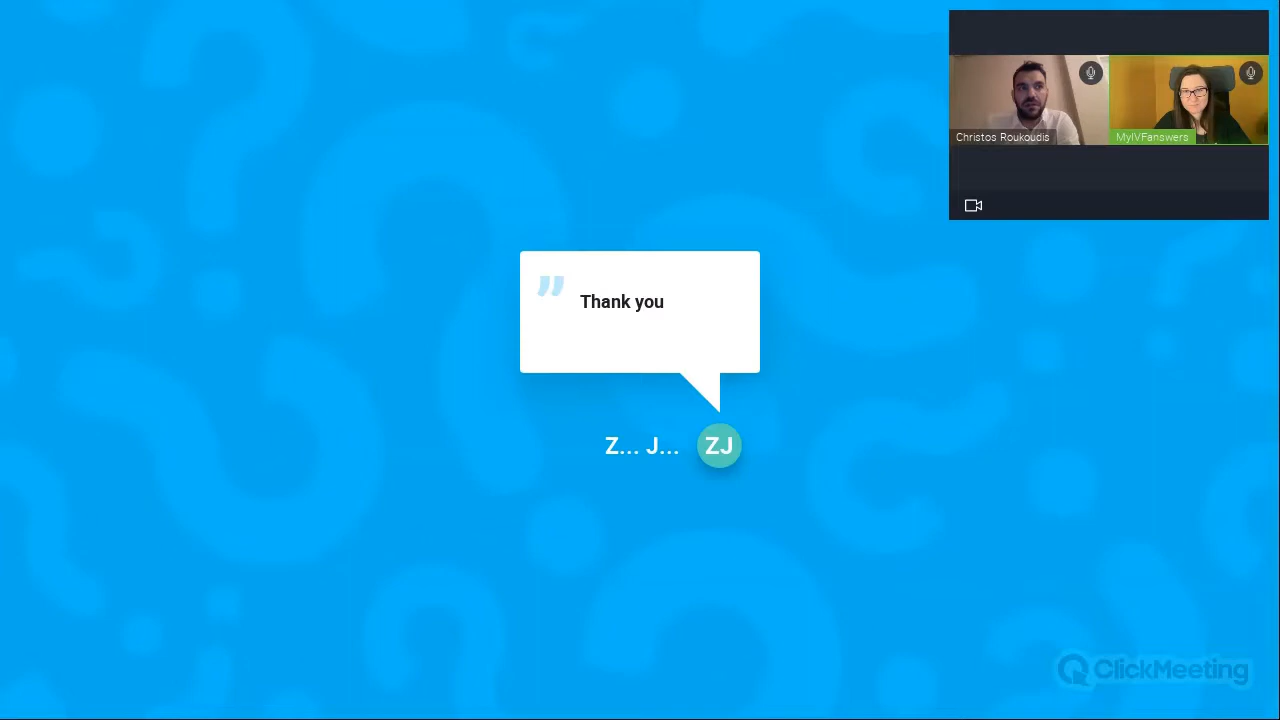 Christos Roukoudis
MyIVFanswers
” Thank you
Z... J...
ZJ
ClickMeeting